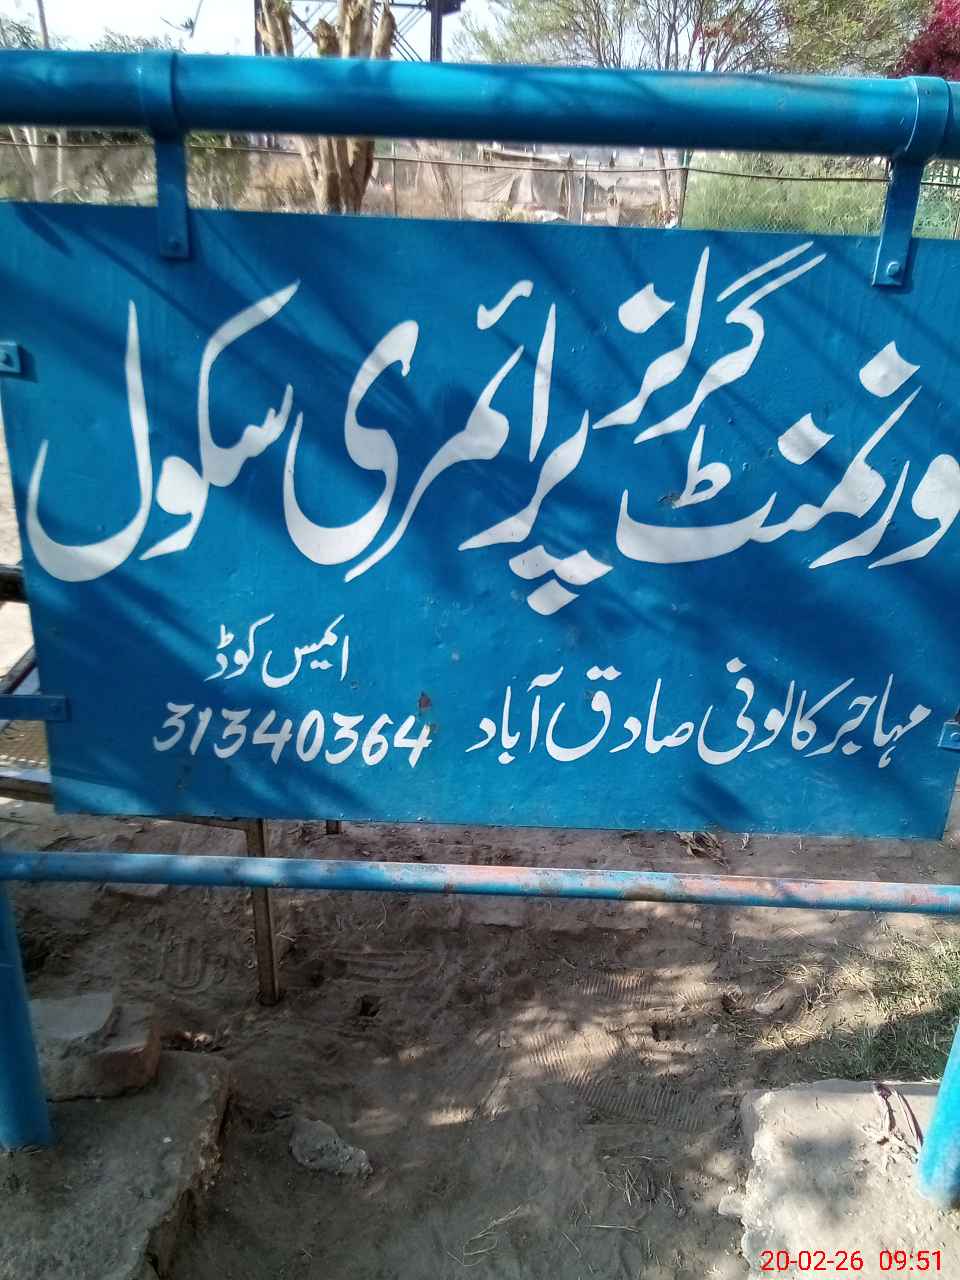 ورنمنٹ گرلز پرائمری سکول
ایمیس کوڈ
مہاجر کالونی صادق آباد 31340364
20-02-26 09:51